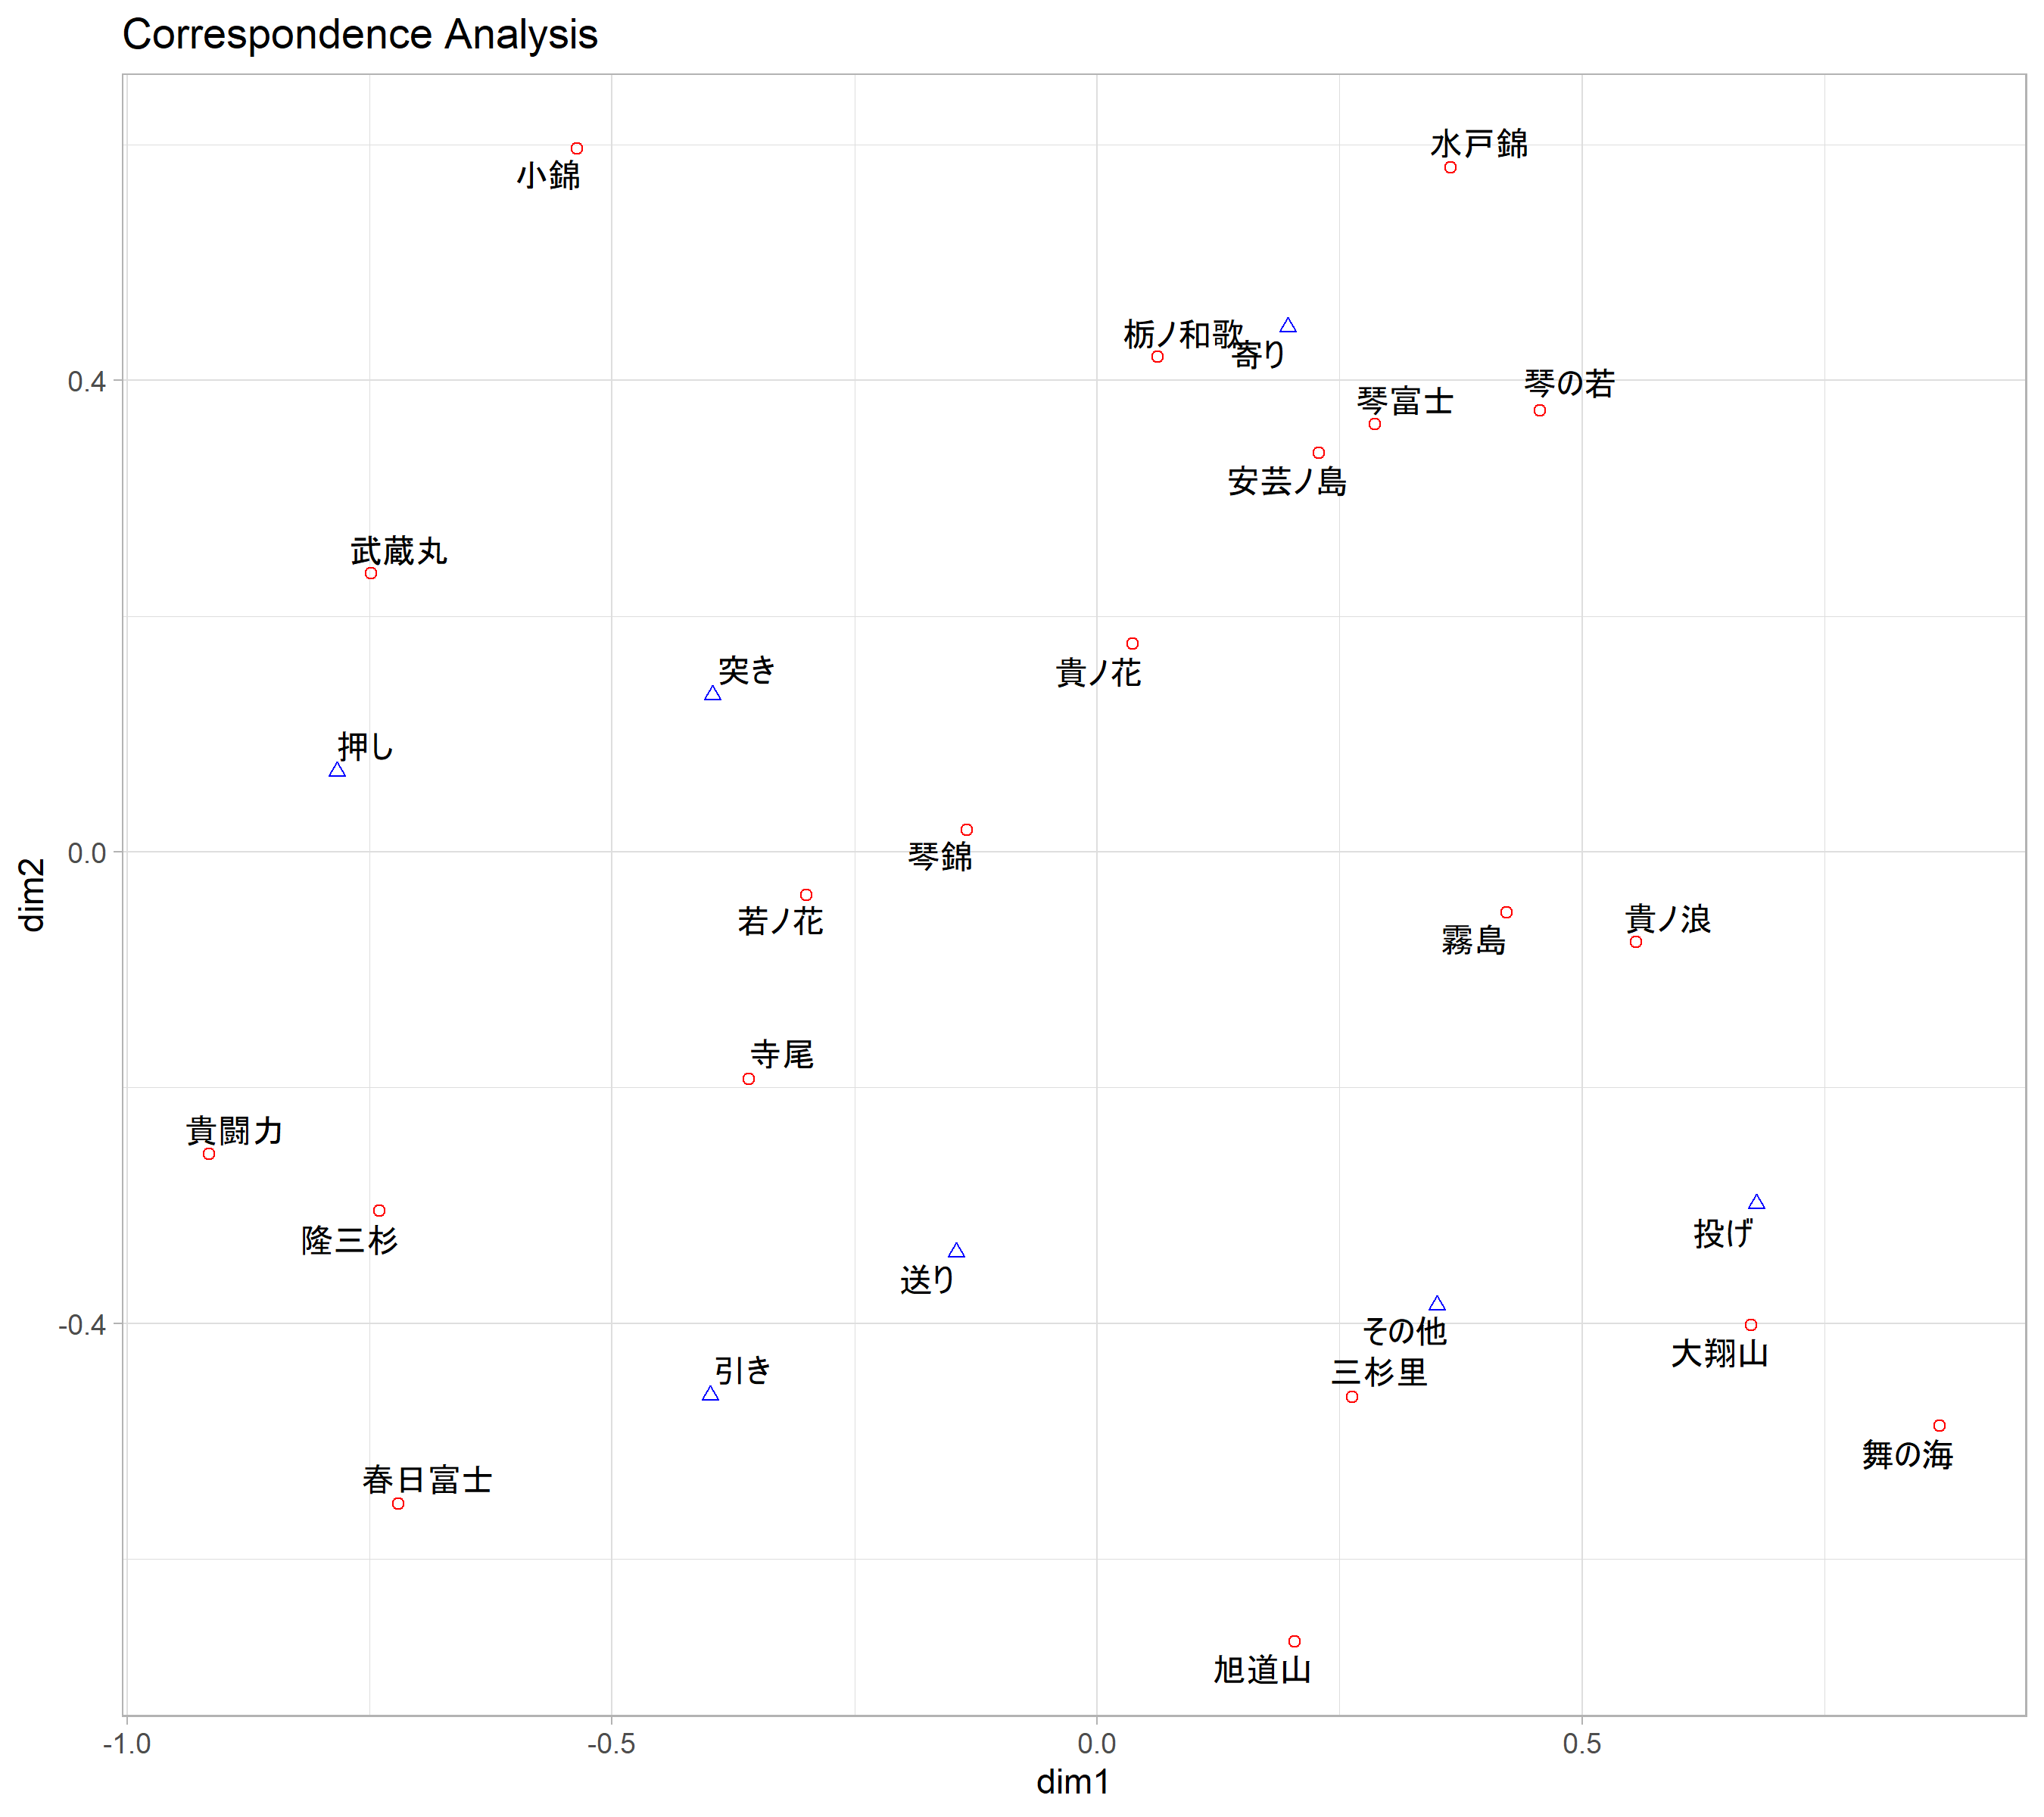 Correspondence Analysis
水戸錦
小錦
栃ノ和歌
寄り
琴の若
琴富士
安芸ノ島
武蔵丸
突き
貴ノ花
押し
琴錦
若ノ花
貴ノ浪
霧島
寺尾
貴闘力
隆三杉
投げ
送り
その他
大翔山
三杉里
引き
舞の海
春日富士
旭道山
0.4
0.0
-0.4
dim2
-1.0 -0.5 0.0 0.5
dim1